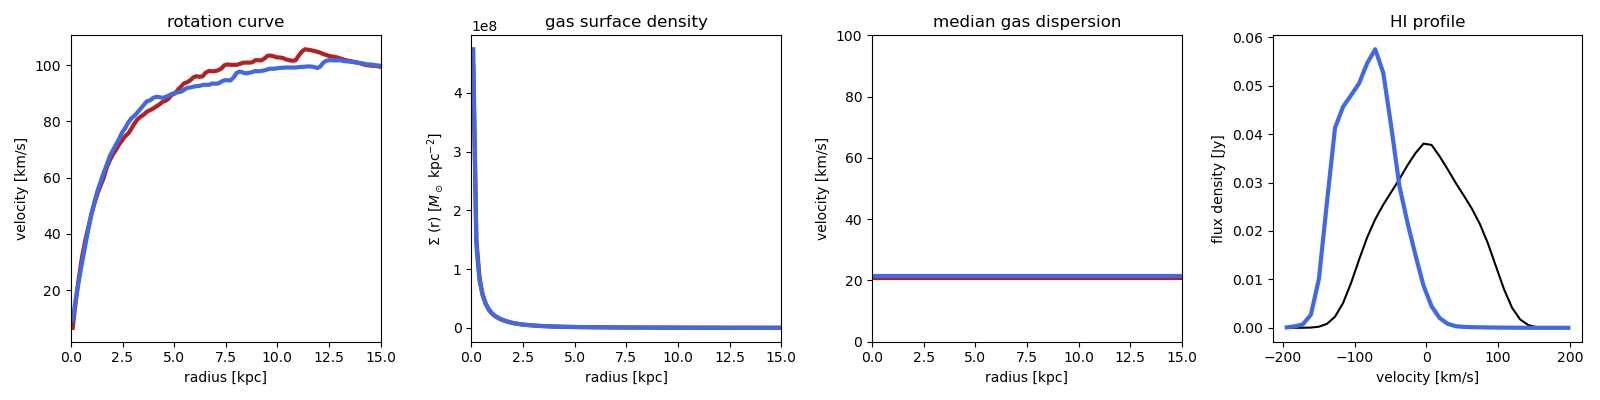 rotation curve
velocity [km/s]
100
80
60
40
20
0.0 2.5 5.0 7.5 10.0 12.5 15.0
radius [kpc]
gas surface density
1e8
Σ (r) [M⊙ kpc⁻²]
4
3
2
1
0
0.0 2.5 5.0 7.5 10.0 12.5 15.0
radius [kpc]
median gas dispersion
velocity [km/s]
100
80
60
40
20
0
0.0 2.5 5.0 7.5 10.0 12.5 15.0
radius [kpc]
HI profile
flux density [Jy]
0.06
0.05
0.04
0.03
0.02
0.01
0.00
−200 −100 0 100 200
velocity [km/s]